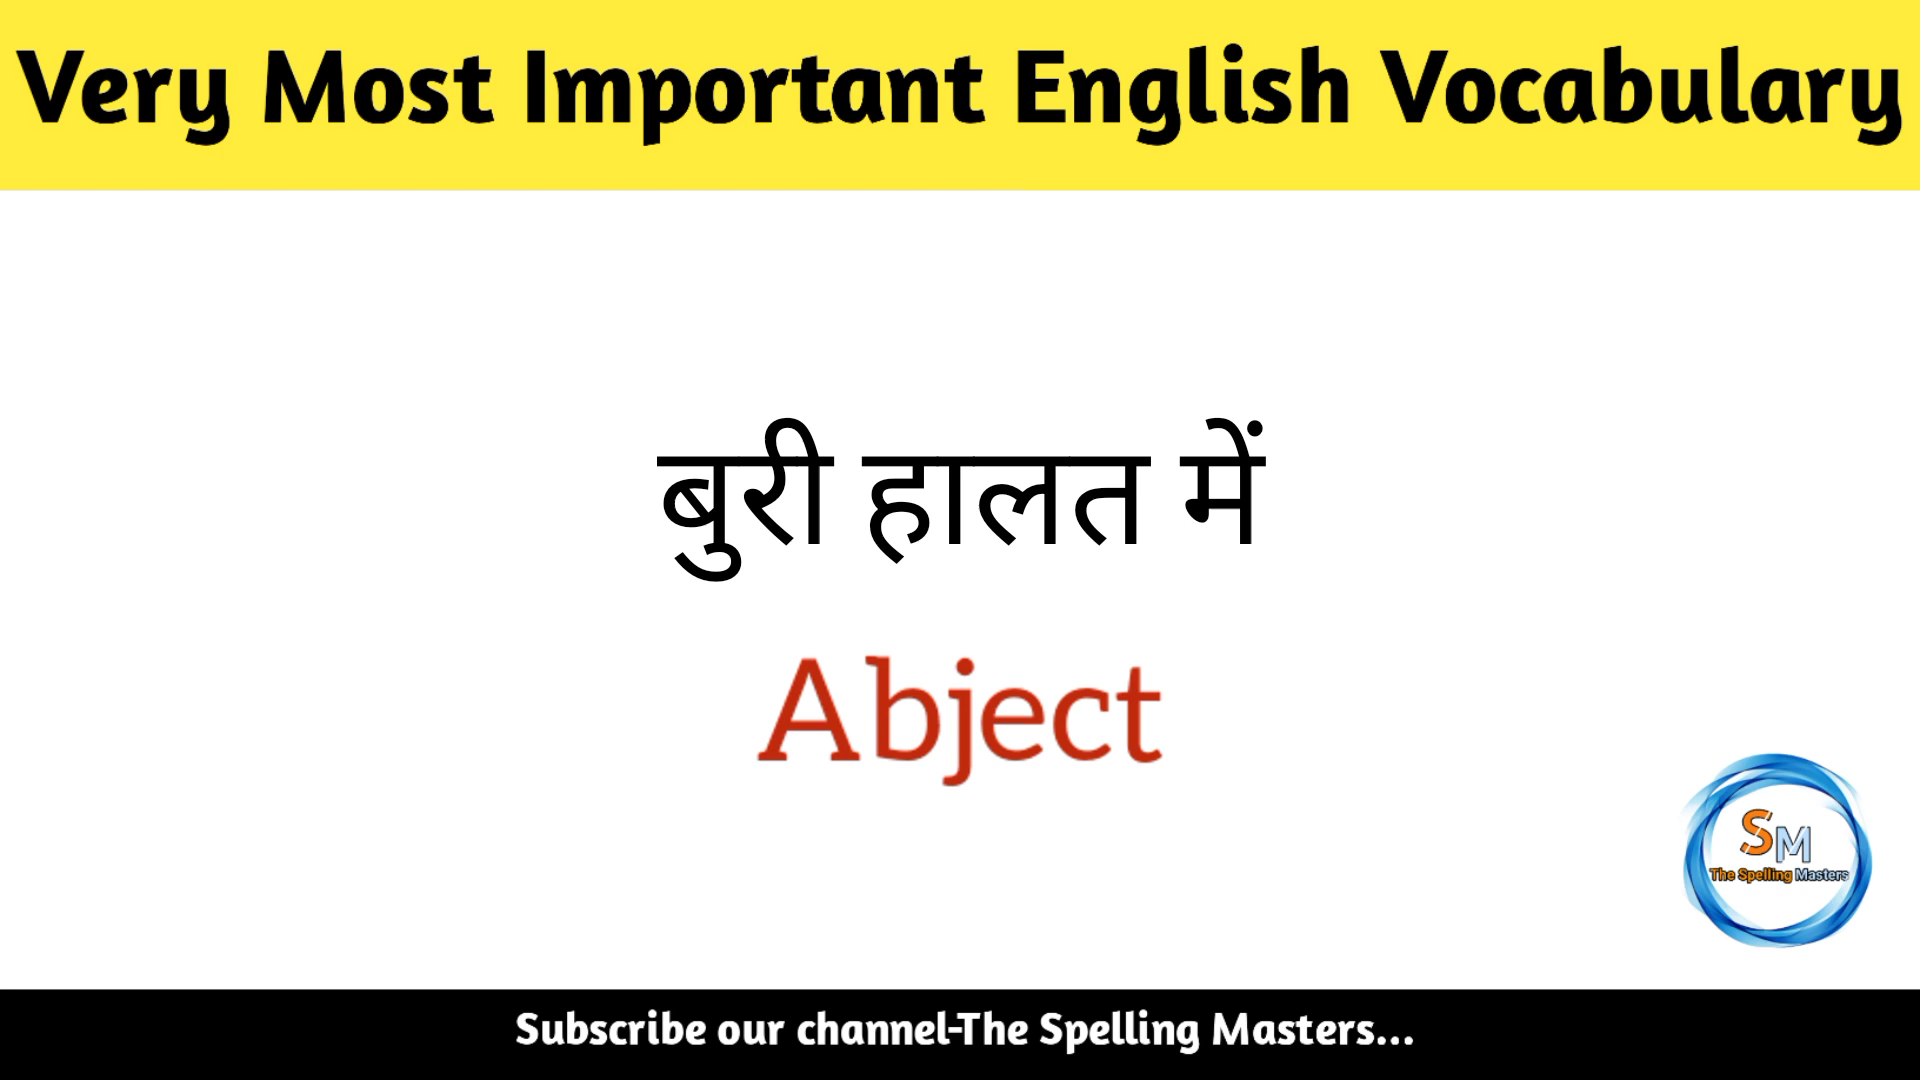 Very Most Important English Vocabulary
बुरी हालत में
Abject
SM
The Spelling Masters
Subscribe our channel-The Spelling Masters...